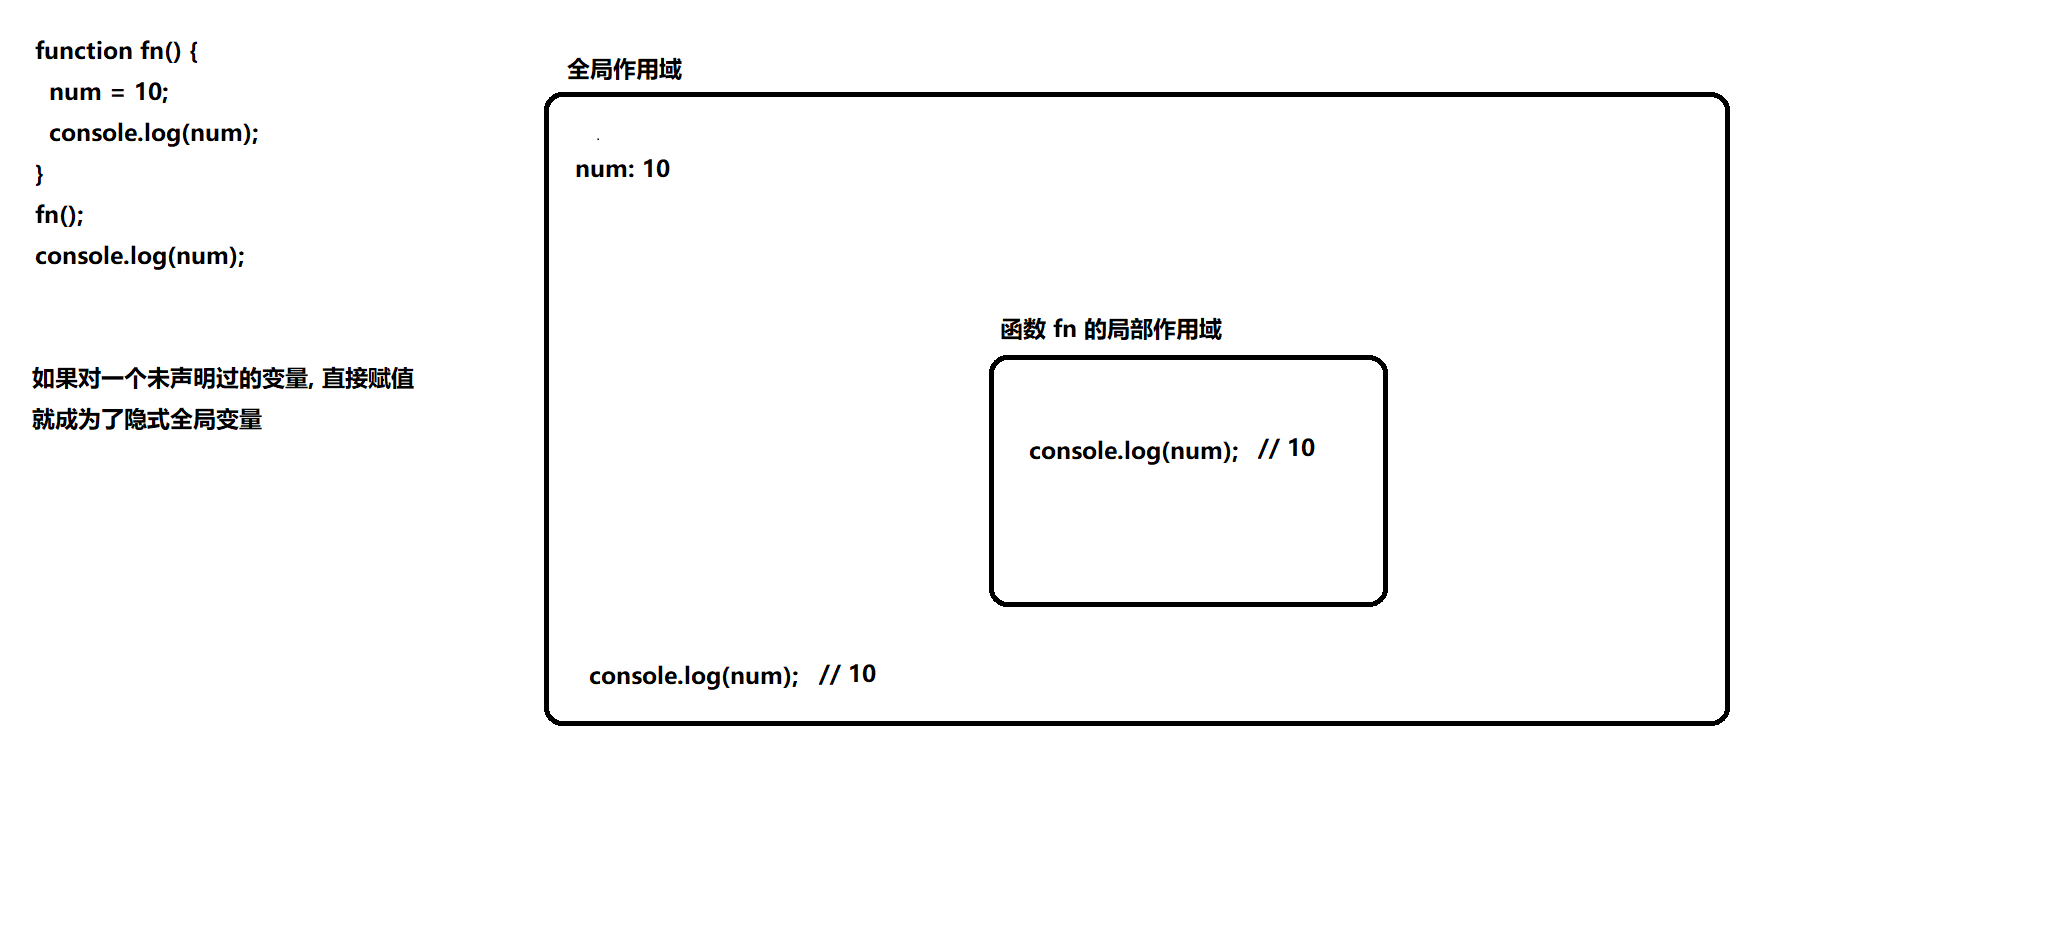 function fn() {
num = 10;
console.log(num);
}
fn();
console.log(num);
如果对一个未声明过的变量, 直接赋值
就成为了隐式全局变量
全局作用域
num: 10
函数 fn 的局部作用域
console.log(num); // 10
console.log(num); // 10